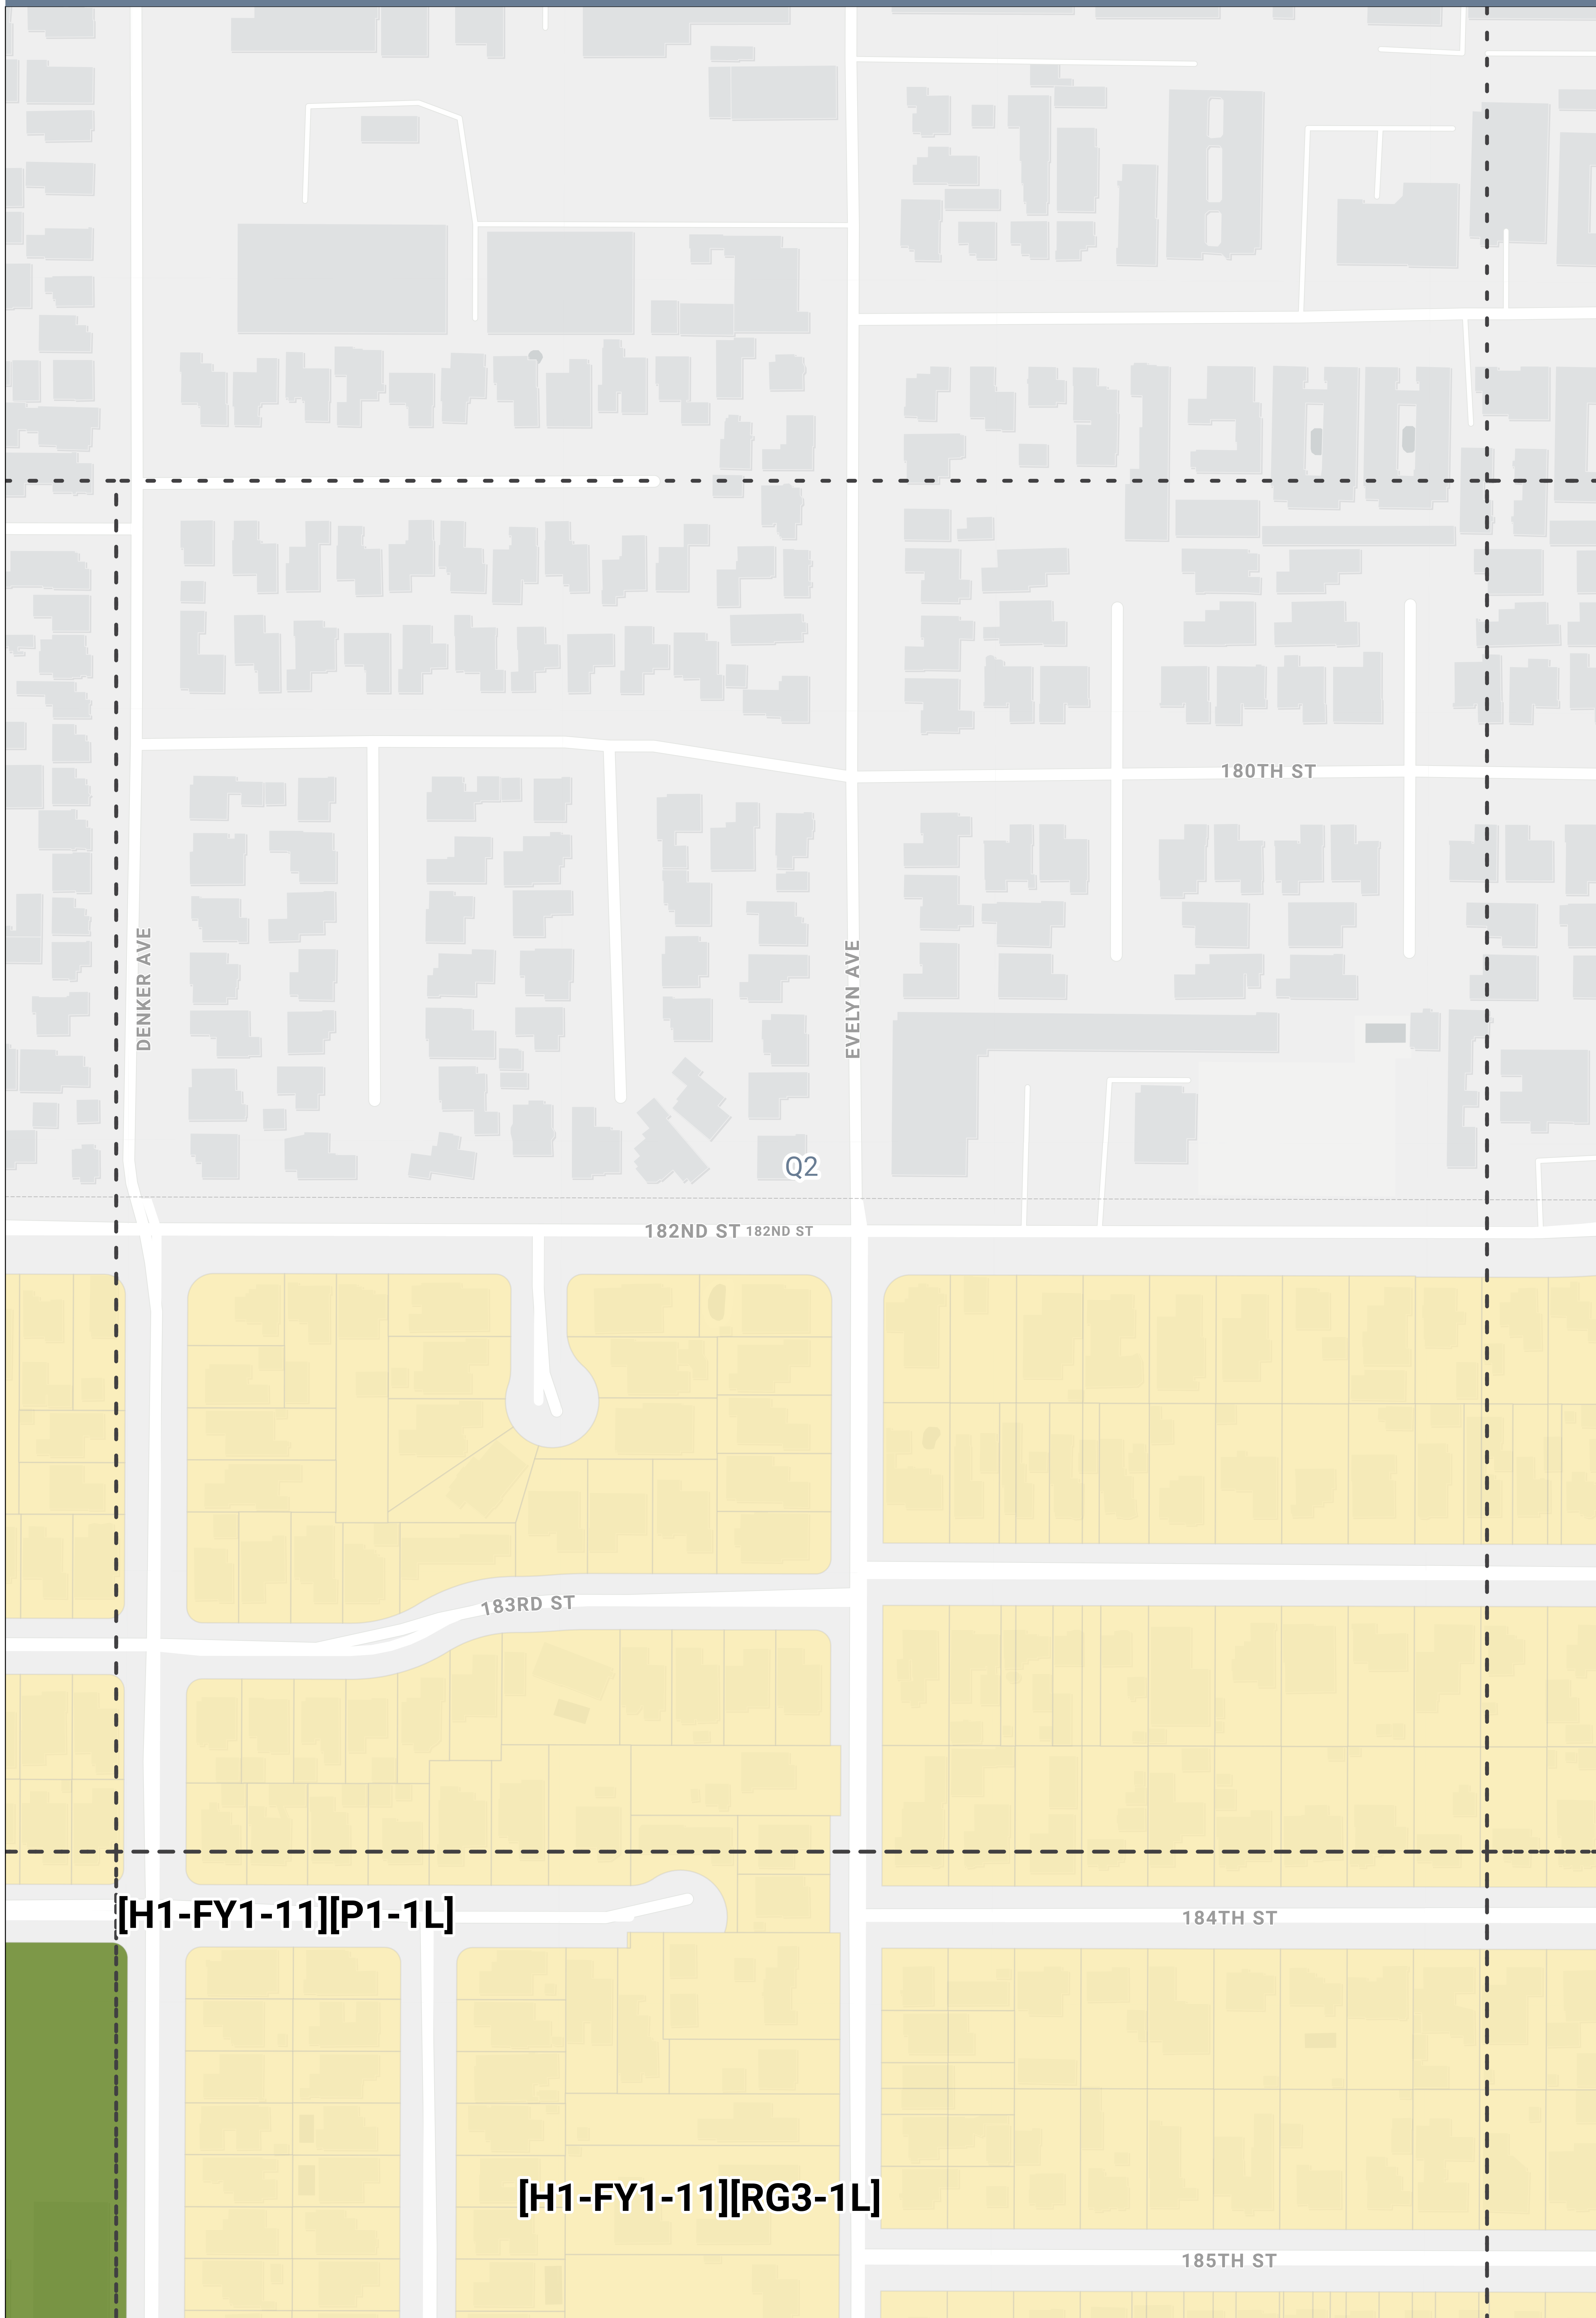 180TH ST
DENKER AVE
EVELYN AVE
Q2
182ND ST 182ND ST
183RD ST
[H1-FY1-11][P1-1L]
184TH ST
[H1-FY1-11][RG3-1L]
185TH ST